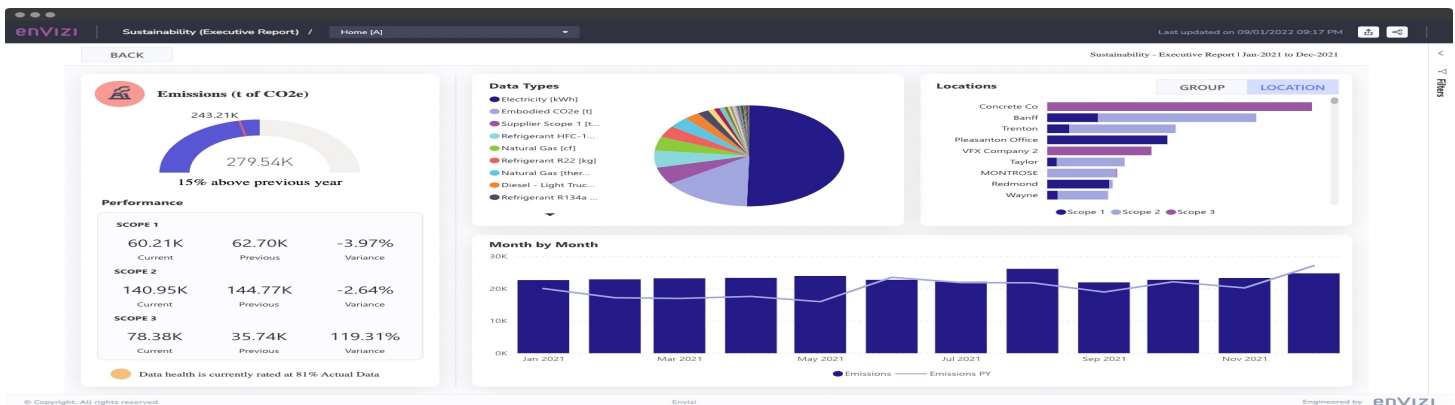 enVIZI
Sustainability (Executive Report) / Home [A]
Last updated on 09/01/2022 09:17 PM
BACK
Sustainability - Executive Report | Jan-2021 to Dec-2021
Filters
Emissions (t of CO2e)
243.21K
279.54K
15% above previous year
Performance
SCOPE 1
60.21K 62.70K -3.97%
Current Previous Variance
SCOPE 2
140.95K 144.77K -2.64%
Current Previous Variance
SCOPE 3
78.38K 35.74K 119.31%
Current Previous Variance
Data health is currently rated at 81% Actual Data
Data Types
Electricity [kWh]
Embodied CO2e [t]
Supplier Scope 1 [t...
Refrigerant HFC-1...
Natural Gas [cf]
Refrigerant R22 [kg]
Natural Gas [ther...
Diesel - Light Truc...
Refrigerant R134a ...
Locations
GROUP LOCATION
Concrete Co
Banff
Trenton
Pleasanton Office
VFX Company 2
Taylor
MONTROSE
Redmond
Wayne
Scope 1 Scope 2 Scope 3
Month by Month
30K
20K
10K
0K
Jan 2021 Mar 2021 May 2021 Jul 2021 Sep 2021 Nov 2021
Emissions Emissions PY
© Copyright. All rights reserved. Envizi Engineered by enVIZI